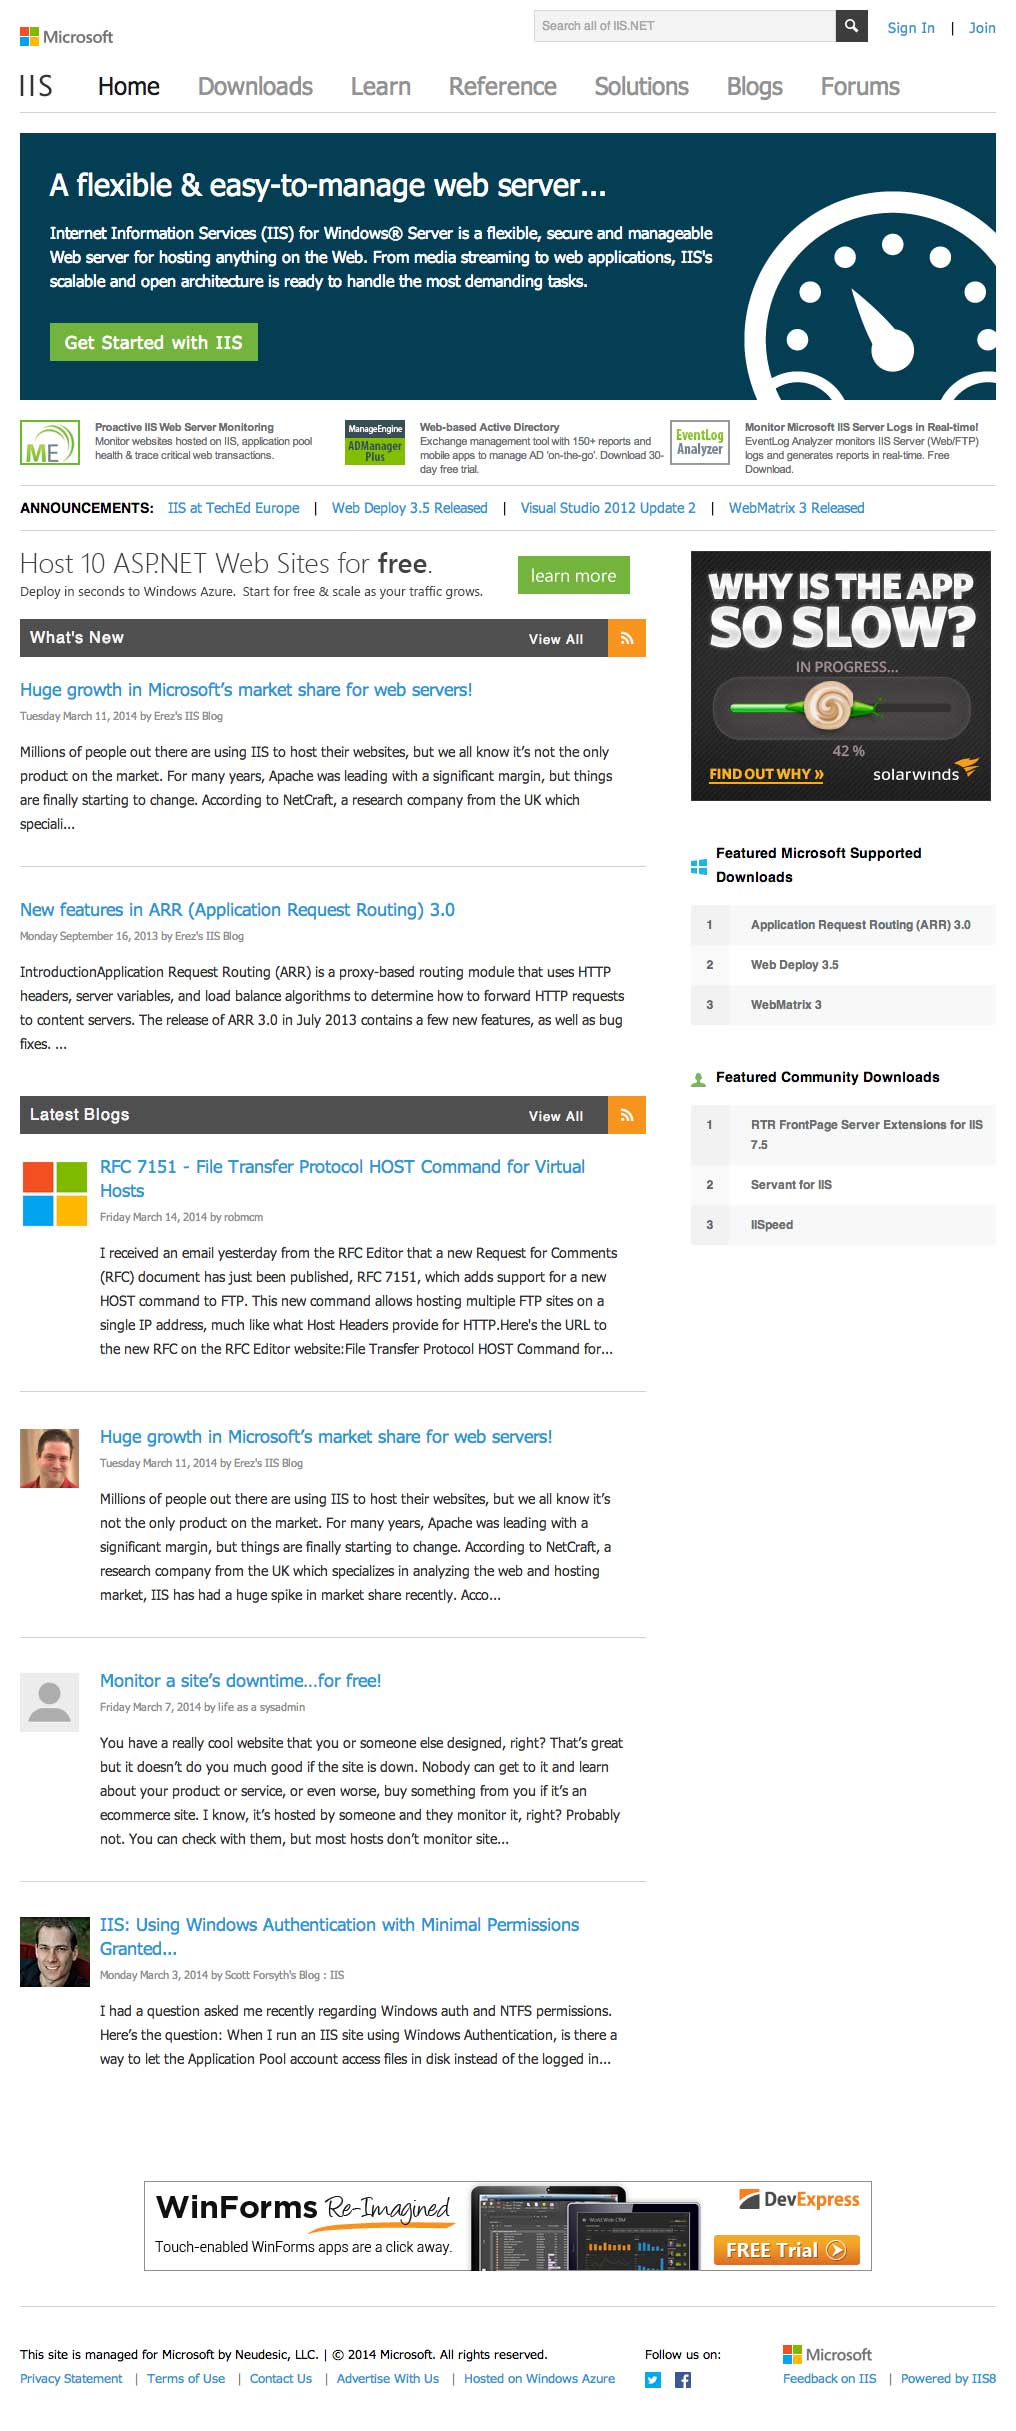 Microsoft
Search all of IIS.NET
Sign In | Join
IIS Home Downloads Learn Reference Solutions Blogs Forums
A flexible & easy-to-manage web server...
Internet Information Services (IIS) for Windows® Server is a flexible, secure and manageable
Web server for hosting anything on the Web. From media streaming to web applications, IIS's
scalable and open architecture is ready to handle the most demanding tasks.
Get Started with IIS
ME
Proactive IIS Web Server Monitoring
Monitor websites hosted on IIS, application pool
health & trace critical web transactions.
ManageEngine
ADManager
Plus
Web-based Active Directory
Exchange management tool with 150+ reports and
mobile apps to manage AD 'on-the-go'. Download 30-
day free trial.
EventLog
Analyzer
Monitor Microsoft IIS Server Logs in Real-time!
EventLog Analyzer monitors IIS Server (Web/FTP)
logs and generates reports in real-time. Free
Download.
ANNOUNCEMENTS: IIS at TechEd Europe | Web Deploy 3.5 Released | Visual Studio 2012 Update 2 | WebMatrix 3 Released
Host 10 ASP.NET Web Sites for free.
Deploy in seconds to Windows Azure. Start for free & scale as your traffic grows.
learn more
What's New View All
Huge growth in Microsoft’s market share for web servers!
Tuesday March 11, 2014 by Erez's IIS Blog
Millions of people out there are using IIS to host their websites, but we all know it’s not the only
product on the market. For many years, Apache was leading with a significant margin, but things
are finally starting to change. According to NetCraft, a research company from the UK which
speciali...
New features in ARR (Application Request Routing) 3.0
Monday September 16, 2013 by Erez's IIS Blog
IntroductionApplication Request Routing (ARR) is a proxy-based routing module that uses HTTP
headers, server variables, and load balance algorithms to determine how to forward HTTP requests
to content servers. The release of ARR 3.0 in July 2013 contains a few new features, as well as bug
fixes. ...
Latest Blogs View All
RFC 7151 - File Transfer Protocol HOST Command for Virtual
Hosts
Friday March 14, 2014 by robmcm
I received an email yesterday from the RFC Editor that a new Request for Comments
(RFC) document has just been published, RFC 7151, which adds support for a new
HOST command to FTP. This new command allows hosting multiple FTP sites on a
single IP address, much like what Host Headers provide for HTTP.Here's the URL to
the new RFC on the RFC Editor website:File Transfer Protocol HOST Command for...
Huge growth in Microsoft’s market share for web servers!
Tuesday March 11, 2014 by Erez's IIS Blog
Millions of people out there are using IIS to host their websites, but we all know it’s
not the only product on the market. For many years, Apache was leading with a
significant margin, but things are finally starting to change. According to NetCraft, a
research company from the UK which specializes in analyzing the web and hosting
market, IIS has had a huge spike in market share recently. Acco...
Monitor a site’s downtime…for free!
Friday March 7, 2014 by life as a sysadmin
You have a really cool website that you or someone else designed, right? That’s great
but it doesn’t do you much good if the site is down. Nobody can get to it and learn
about your product or service, or even worse, buy something from you if it’s an
ecommerce site. I know, it’s hosted by someone and they monitor it, right? Probably
not. You can check with them, but most hosts don’t monitor site...
IIS: Using Windows Authentication with Minimal Permissions
Granted...
Monday March 3, 2014 by Scott Forsyth's Blog : IIS
I had a question asked me recently regarding Windows auth and NTFS permissions.
Here’s the question: When I run an IIS site using Windows Authentication, is there a
way to let the Application Pool account access files in disk instead of the logged in...
WHY IS THE APP
SO SLOW?
IN PROGRESS...
42 %
FIND OUT WHY »
solarwinds
Featured Microsoft Supported
Downloads
1 Application Request Routing (ARR) 3.0
2 Web Deploy 3.5
3 WebMatrix 3
Featured Community Downloads
1 RTR FrontPage Server Extensions for IIS
7.5
2 Servant for IIS
3 IISpeed
WinForms Re-Imagined
Touch-enabled WinForms apps are a click away.
World Web CRM
DevExpress
FREE Trial
This site is managed for Microsoft by Neudesic, LLC. | © 2014 Microsoft. All rights reserved.
Privacy Statement | Terms of Use | Contact Us | Advertise With Us | Hosted on Windows Azure
Follow us on:
Microsoft
Feedback on IIS | Powered by IIS8